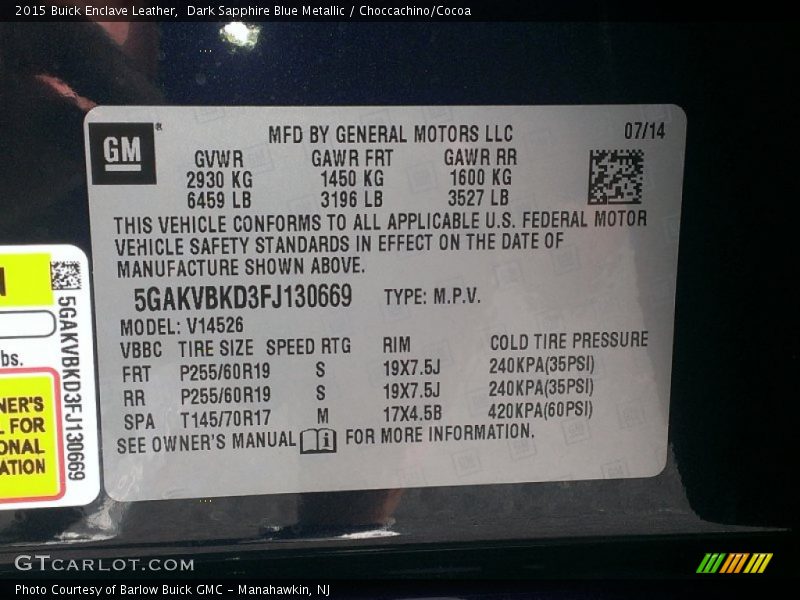 2015 Buick Enclave Leather, Dark Sapphire Blue Metallic / Choccachino/Cocoa
GM®
MFD BY GENERAL MOTORS LLC 07/14
GVWR GAWR FRT GAWR RR
2930 KG 1450 KG 1600 KG
6459 LB 3196 LB 3527 LB
THIS VEHICLE CONFORMS TO ALL APPLICABLE U.S. FEDERAL MOTOR
VEHICLE SAFETY STANDARDS IN EFFECT ON THE DATE OF
MANUFACTURE SHOWN ABOVE.
5GAKVBKD3FJ130669 TYPE: M.P.V.
MODEL: V14526
VBBC TIRE SIZE SPEED RTG RIM COLD TIRE PRESSURE
FRT P255/60R19 S 19X7.5J 240KPA(35PSI)
RR P255/60R19 S 19X7.5J 240KPA(35PSI)
SPA T145/70R17 M 17X4.5B 420KPA(60PSI)
SEE OWNER'S MANUAL i FOR MORE INFORMATION.
5GAKVBKD3FJ130669
bs.
NER'S
L FOR
ONAL
ATION
GTCARLOT.COM
Photo Courtesy of Barlow Buick GMC - Manahawkin, NJ